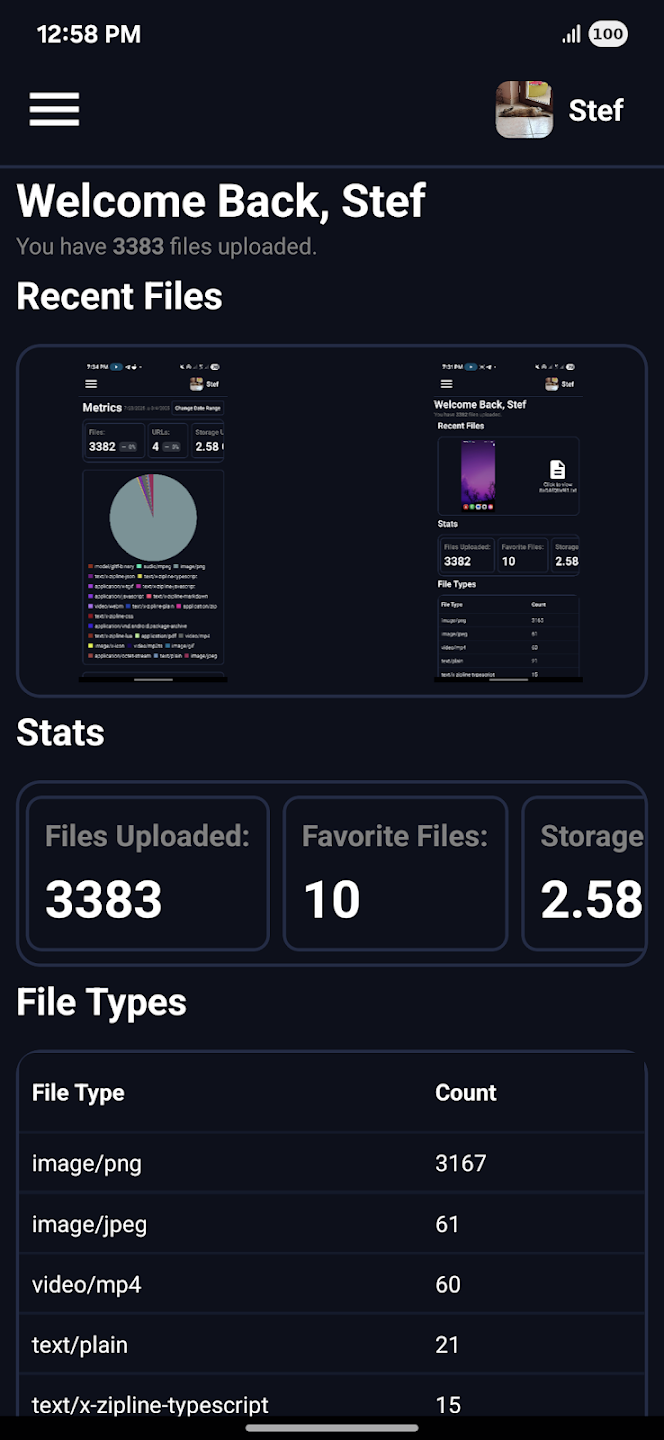 12:58 PM
100
Stef
Welcome Back, Stef
You have 3383 files uploaded.
Recent Files
7:34 PM
Stef
Metrics
Change Date Range
Files:
URLs:
Storage U
3382
4
2.58
model/gltf-binary audio/mpeg image/png
text/x-zipline-json text/x-zipline-typescript
text/x-zipline-javascript
application/javascript text/x-zipline-markdown
video/webm text/x-zipline-plain application/zip
text/x-zipline-css
application/vnd.android.package-archive
text/x-zipline-lua application/pdf video/mp4
image/x-icon video/mp2t image/gif
application/octet-stream text/plain image/jpeg
7:31 PM
Stef
Welcome Back, Stef
You have 3382 files uploaded.
Recent Files
Click to view
Stats
Files Uploaded:
Favorite Files:
Storage
3382
10
2.58
File Types
File Type
Count
image/png
3165
image/jpeg
61
video/mp4
60
text/plain
text/x-zipline-typescript
15
Stats
Files Uploaded:
Favorite Files:
Storage
3383
10
2.58
File Types
File Type
Count
image/png
3167
image/jpeg
61
video/mp4
60
text/plain
21
text/x-zipline-typescript
15